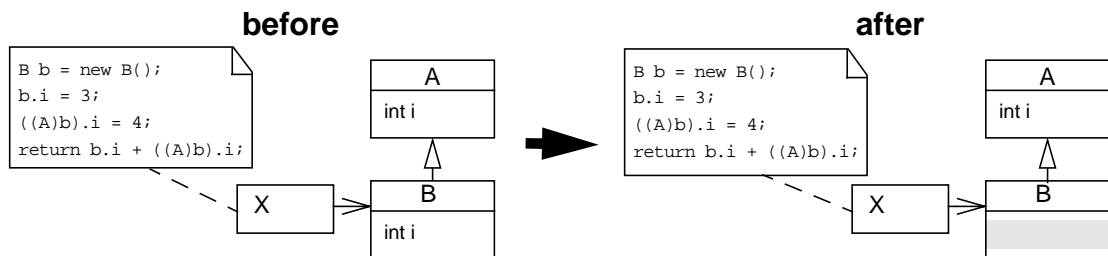 before
B b = new B();
b.i = 3;
((A)b).i = 4;
return b.i + ((A)b).i;
A
int i
X
B
int i
after
B b = new B();
b.i = 3;
((A)b).i = 4;
return b.i + ((A)b).i;
A
int i
X
B